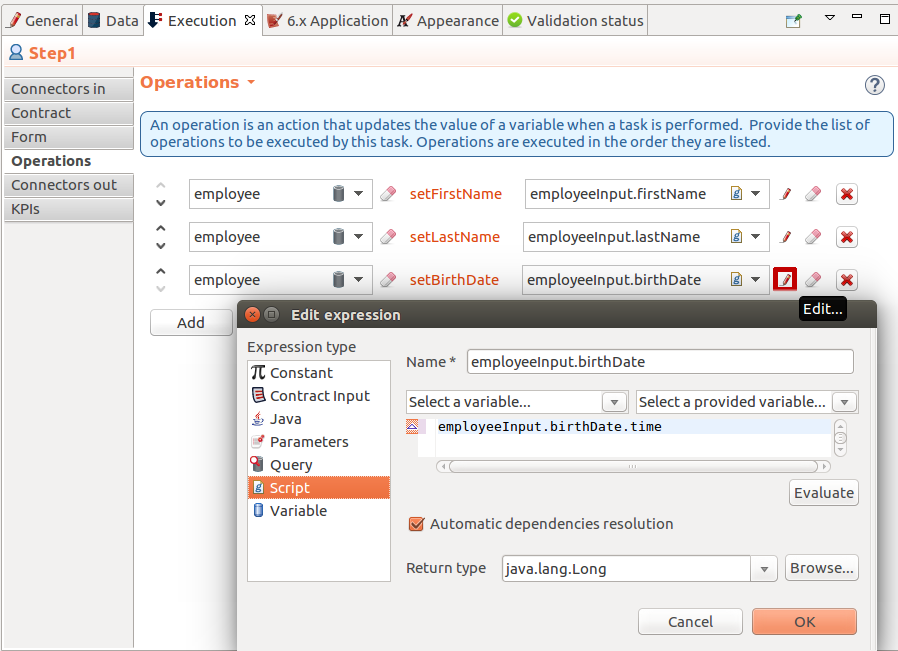 General Data Execution 6.x Application Appearance Validation status
Step1
Connectors in
Contract
Form
Operations
Connectors out
KPIs
Operations
?
An operation is an action that updates the value of a variable when a task is performed. Provide the list of
operations to be executed by this task. Operations are executed in the order they are listed.
employee setFirstName employeeInput.firstName
employee setLastName employeeInput.lastName
employee setBirthDate employeeInput.birthDate
Add
Edit...
Edit expression
Expression type
Constant
Contract Input
Java
Parameters
Query
Script
Variable
Name * employeeInput.birthDate
Select a variable... Select a provided variable...
employeeInput.birthDate.time
Evaluate
Automatic dependencies resolution
Return type java.lang.Long Browse...
Cancel OK